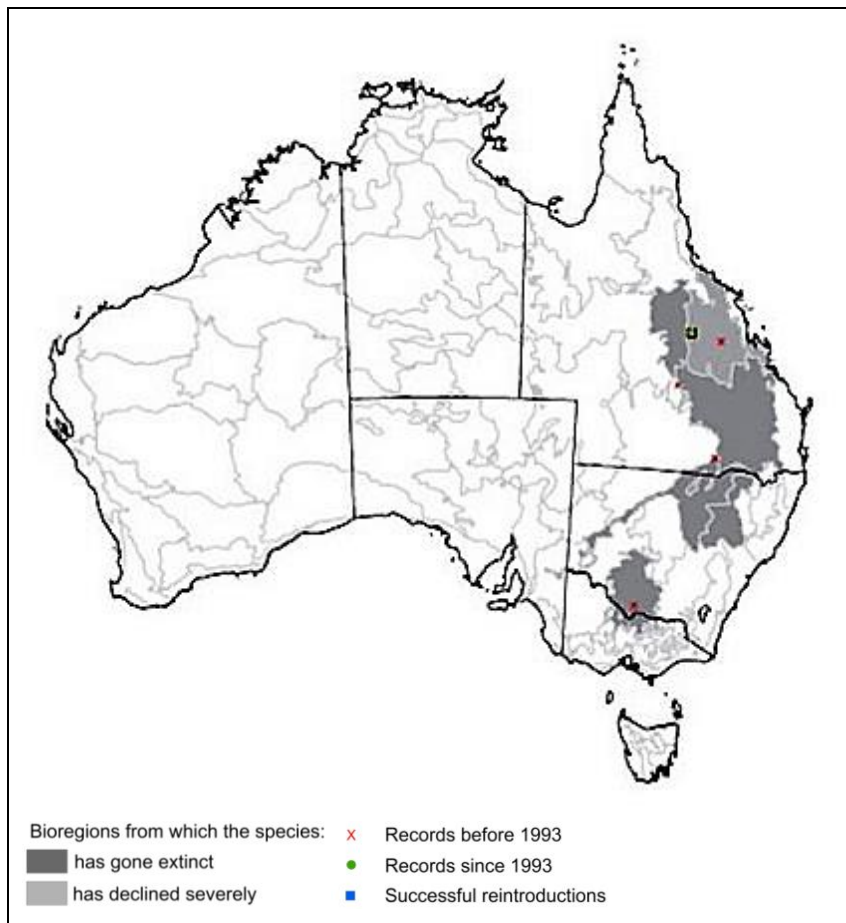 Bioregions from which the species:
has gone extinct
has declined severely
x Records before 1993
Records since 1993
Successful reintroductions